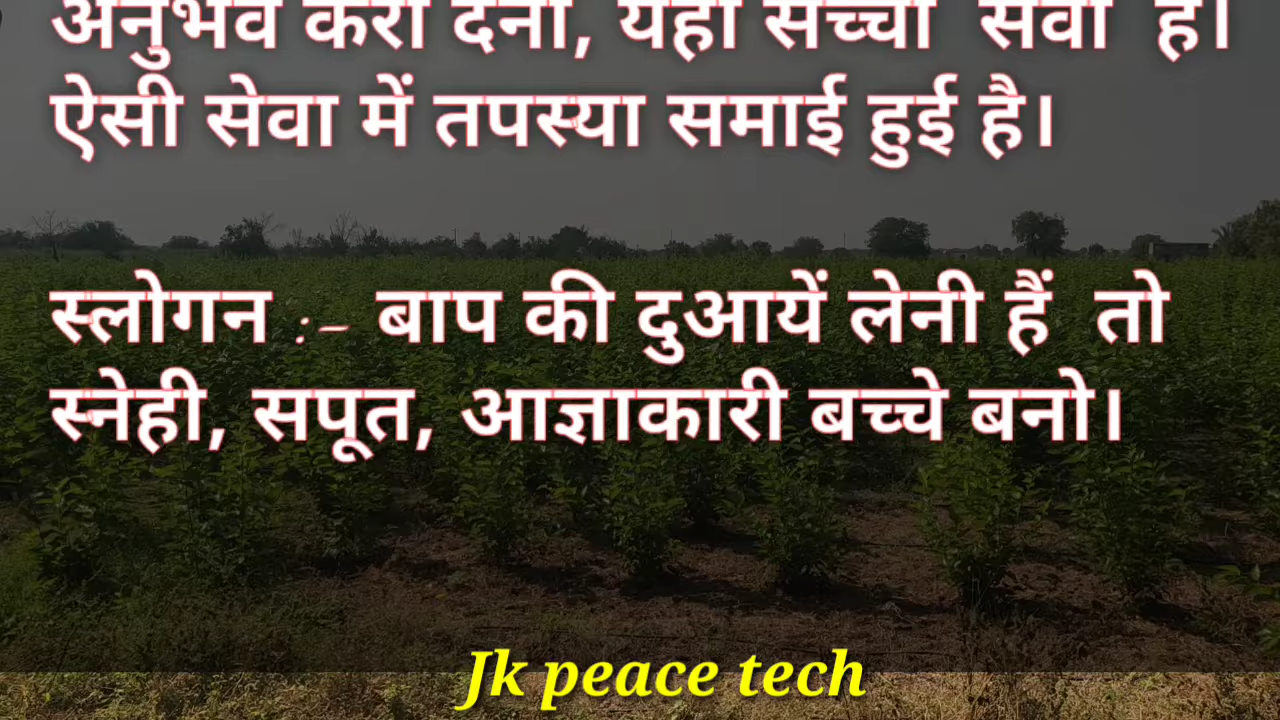 अनुभव करा देना, यही सच्ची सेवा है।
ऐसी सेवा में तपस्या समाई हुई है।
स्लोगन :- बाप की दुआयें लेनी हैं तो
स्नेही, सपूत, आज्ञाकारी बच्चे बनो।
Jk peace tech